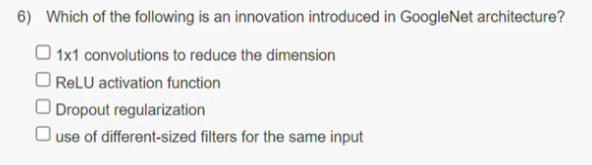 6) Which of the following is an innovation introduced in GoogleNet architecture?
1x1 convolutions to reduce the dimension
ReLU activation function
Dropout regularization
use of different-sized filters for the same input